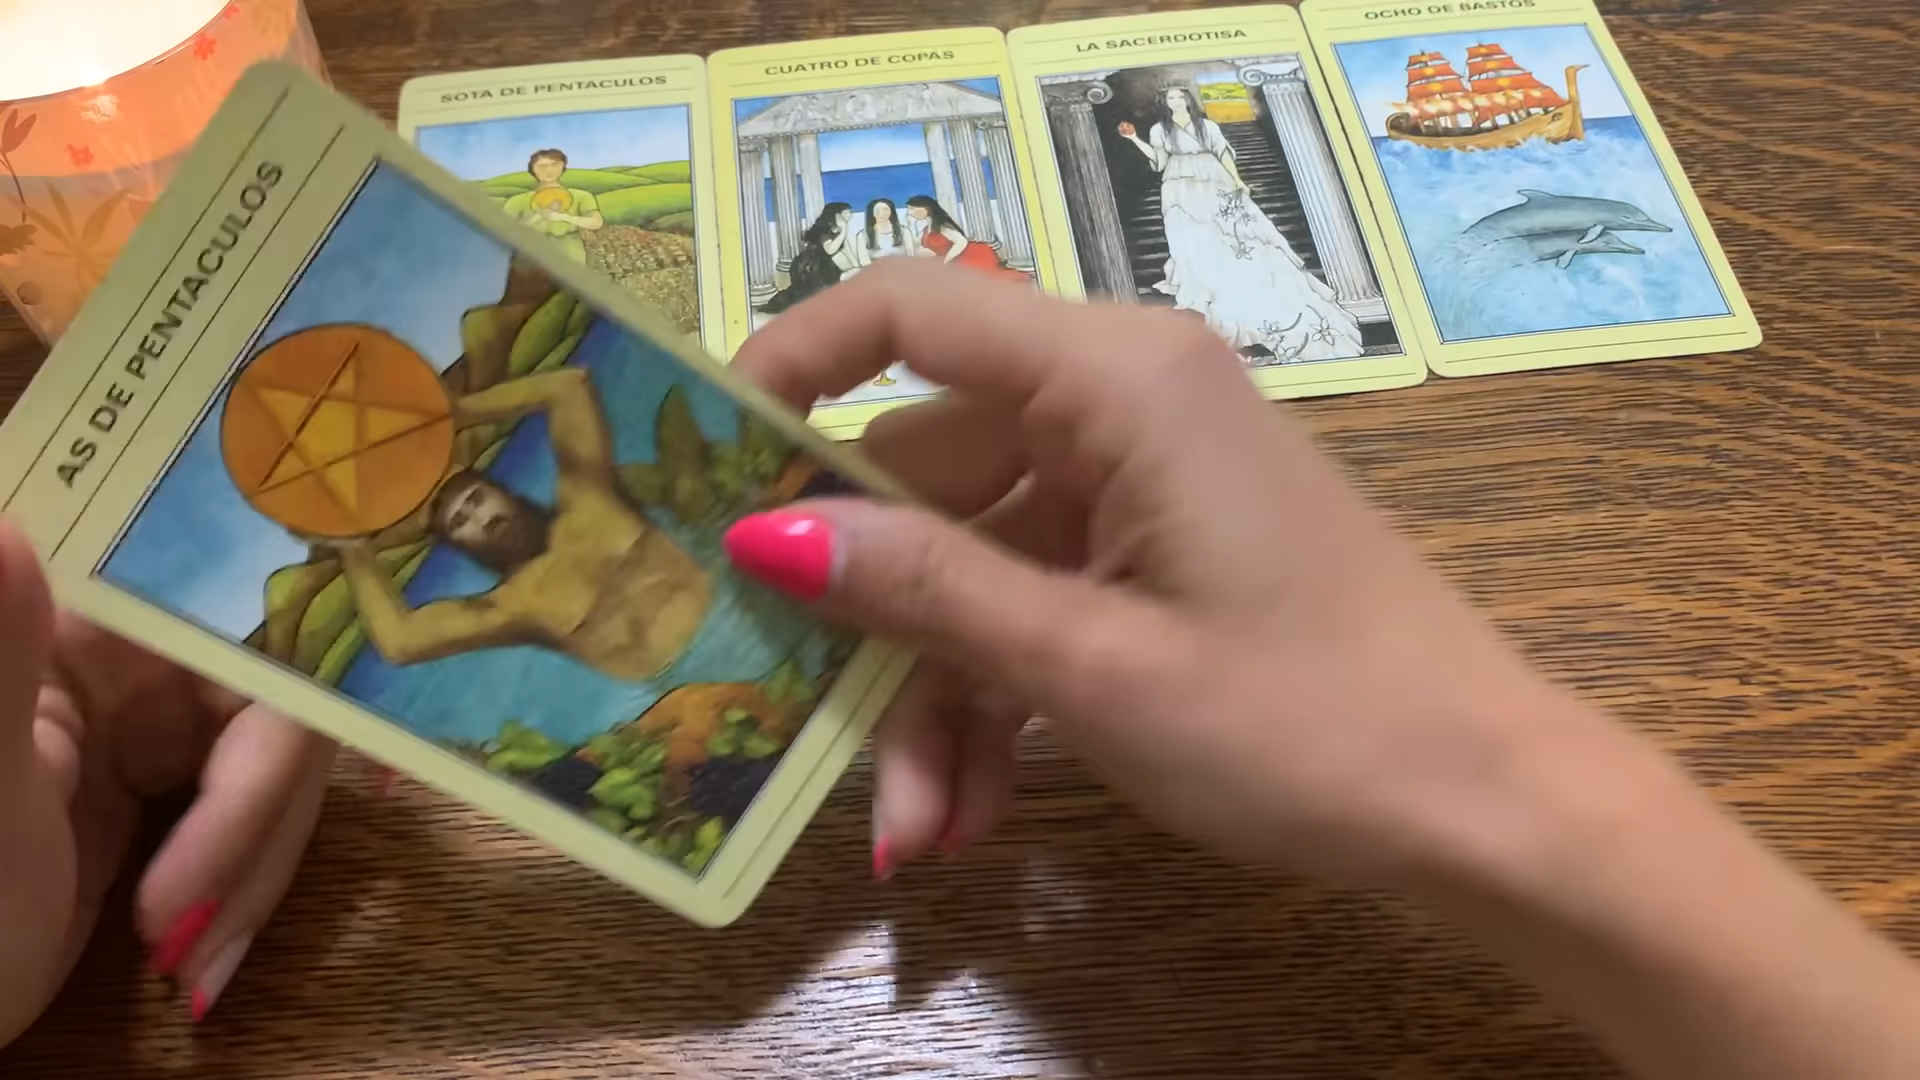 SOTA DE PENTACULOS
CUATRO DE COPAS
LA SACERDOTISA
OCHO DE BASTOS
AS DE PENTACULOS